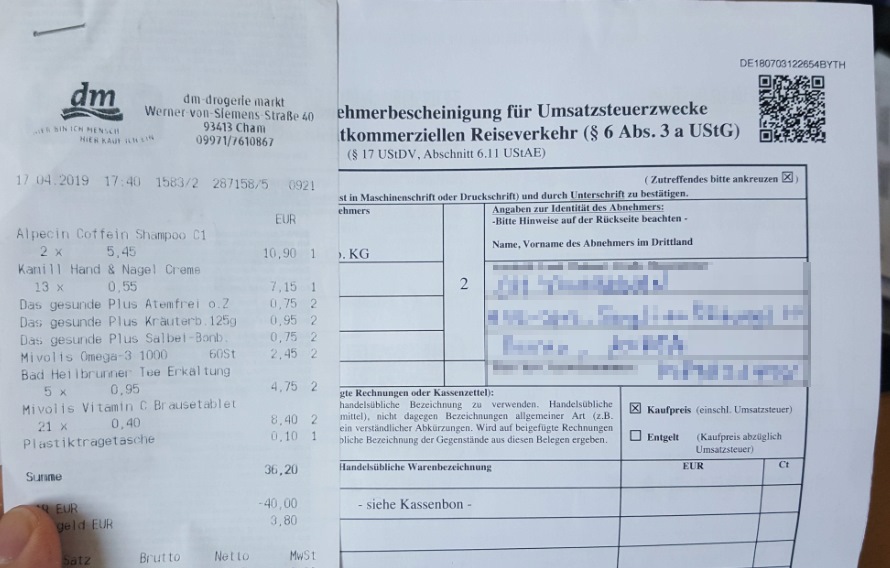 dm
HIER BIN ICH MENSCH
HIER KAUF ICH EIN
dm-drogerie markt
Werner-von-Siemens-Straße 40
93413 Cham
09971/7610867
17.04.2019 17:40 1583/2 287158/5 0921
EUR
Alpecin Coffein Shampoo C1
2 x 5,45 10,90 1
Kamill Hand & Nagel Creme
13 x 0,55 7,15 1
Das gesunde Plus Atemfrei o.Z 0,75 2
Das gesunde Plus Kräuterb.125g 0,95 2
Das gesunde Plus Salbei-Bonb. 0,75 2
Mivolis Omega-3 1000 60St 2,45 2
Bad Heilbrunner Tee Erkältung
5 x 0,95 4,75 2
Mivolis Vitamin C Brausetablet
21 x 0,40 8,40 2
Plastiktragetasche 0,10 1
Summe 36,20
EUR -40,00
geld EUR 3,80
Satz Brutto Netto MwSt
DE180703122654BYTH
ehmerbescheinigung für Umsatzsteuerzwecke
tkommerziellen Reiseverkehr (§ 6 Abs. 3 a UStG)
(§ 17 UStDV, Abschnitt 6.11 UStAE)
( Zutreffendes bitte ankreuzen ☒ )
st in Maschinenschrift oder Druckschrift) und durch Unterschrift zu bestätigen.
ehmers
. KG
2
Angaben zur Identität des Abnehmers:
-Bitte Hinweise auf der Rückseite beachten -
Name, Vorname des Abnehmers im Drittland
gte Rechnungen oder Kassenzettel):
handelsübliche Bezeichnung zu verwenden. Handelsübliche
mittel), nicht dagegen Bezeichnungen allgemeiner Art (z.B.
ein verständlicher Abkürzungen. Wird auf beigefügte Rechnungen
bliche Bezeichnung der Gegenstände aus diesen Belegen ergeben.
☒ Kaufpreis (einschl. Umsatzsteuer)
☐ Entgelt (Kaufpreis abzüglich
Umsatzsteuer)
Handelsübliche Warenbezeichnung
EUR Ct
- siehe Kassenbon -